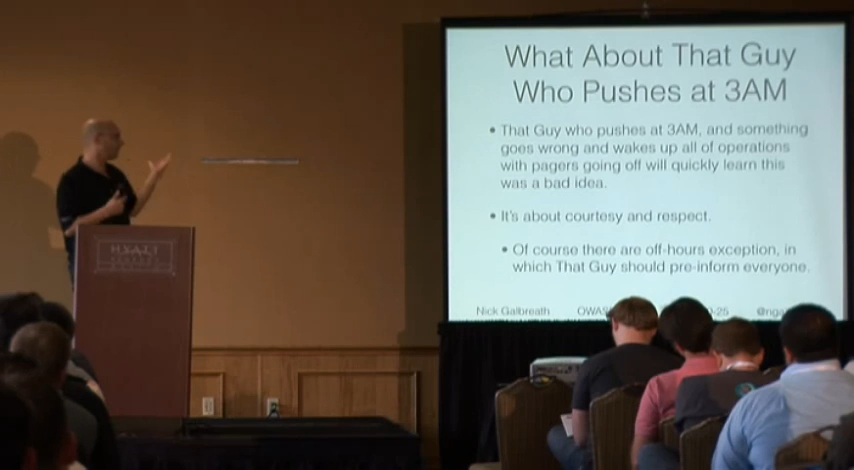 What About That Guy
Who Pushes at 3AM
• That Guy who pushes at 3AM, and something
goes wrong and wakes up all of operations
with pagers going off will quickly learn this
was a bad idea.
• It's about courtesy and respect.
• Of course there are off-hours exception, in
which That Guy should pre-inform everyone.
Nick Galbreath OWAS -25 @nga
HYATT